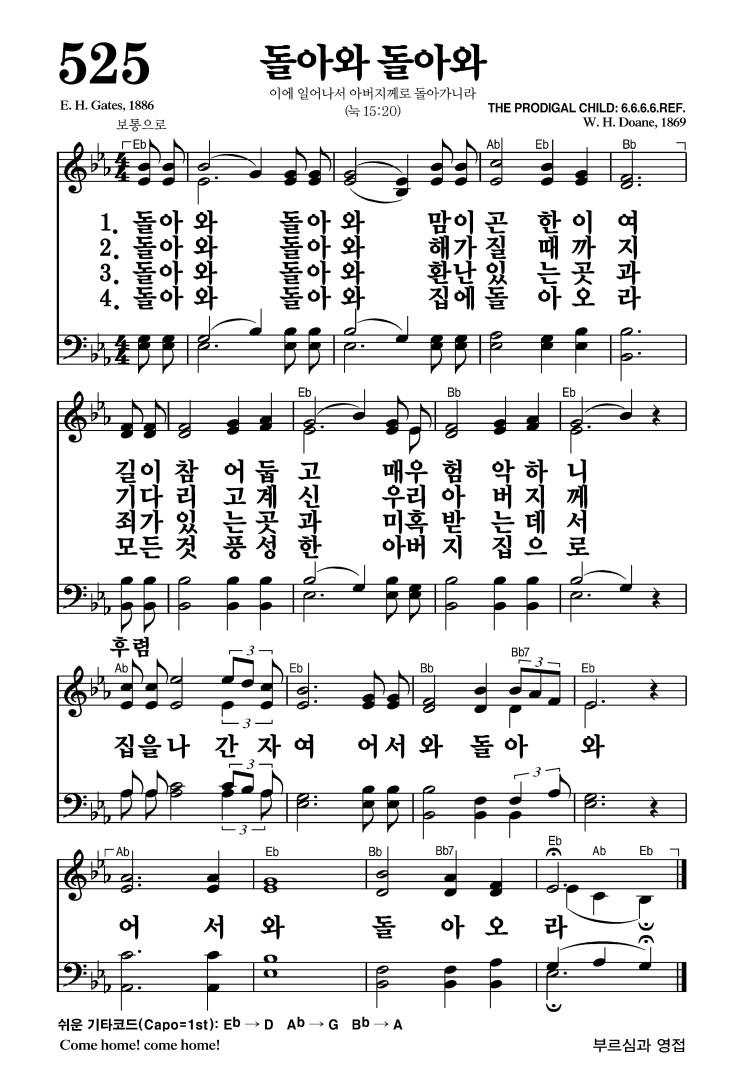 525
돌아와 돌아와
이에 일어나서 아버지께로 돌아가니라
(눅 15:20)
E. H. Gates, 1886
THE PRODIGAL CHILD: 6.6.6.6.REF.
W. H. Doane, 1869
보통으로
Eb Ab Eb Bb
1. 돌아 와 돌아 와 맘이 곤 한 이 여
2. 돌아 와 돌아 와 해가 질 때 까 지
3. 돌아 와 돌아 와 환난 있 는 곳 과
4. 돌아 와 돌아 와 집에 돌 아 오 라
Eb Bb Eb
길이 참 어 둡 고 매우 험 악 하 니
기다 리 고 계 신 우리 아 버 지 께
죄가 있 는 곳 과 미혹 받 는 데 서
모든 것 풍 성 한 아버 지 집 으 로
후렴
Ab Eb Bb Bb7 Eb
3 3
집을 나 간 자 여 어서 와 돌 아 와
3 3 3
Ab Eb Bb Bb7 Eb Ab Eb
어 서 와 돌 아 오 라
쉬운 기타코드(Capo=1st): Eb → D Ab → G Bb → A
Come home! come home!
부르심과 영접